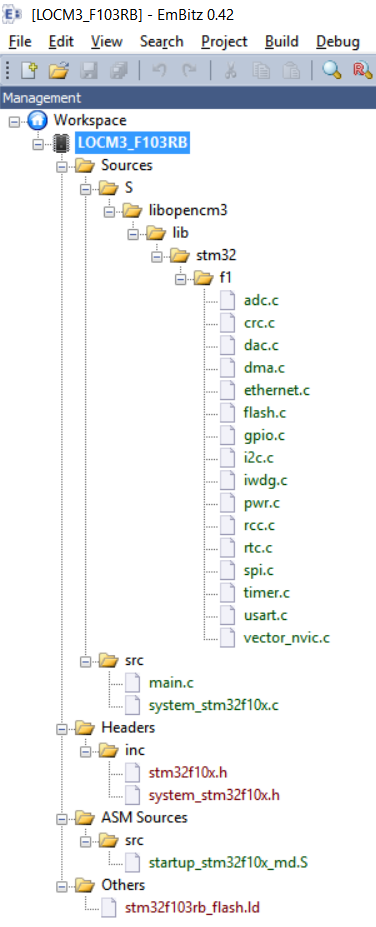 [LOCM3_F103RB] - EmBitz 0.42
File Edit View Search Project Build Debug
Management
Workspace
LOCM3_F103RB
Sources
S
libopencm3
lib
stm32
f1
adc.c
crc.c
dac.c
dma.c
ethernet.c
flash.c
gpio.c
i2c.c
iwdg.c
pwr.c
rcc.c
rtc.c
spi.c
timer.c
usart.c
vector_nvic.c
src
main.c
system_stm32f10x.c
Headers
inc
stm32f10x.h
system_stm32f10x.h
ASM Sources
src
startup_stm32f10x_md.S
Others
stm32f103rb_flash.ld